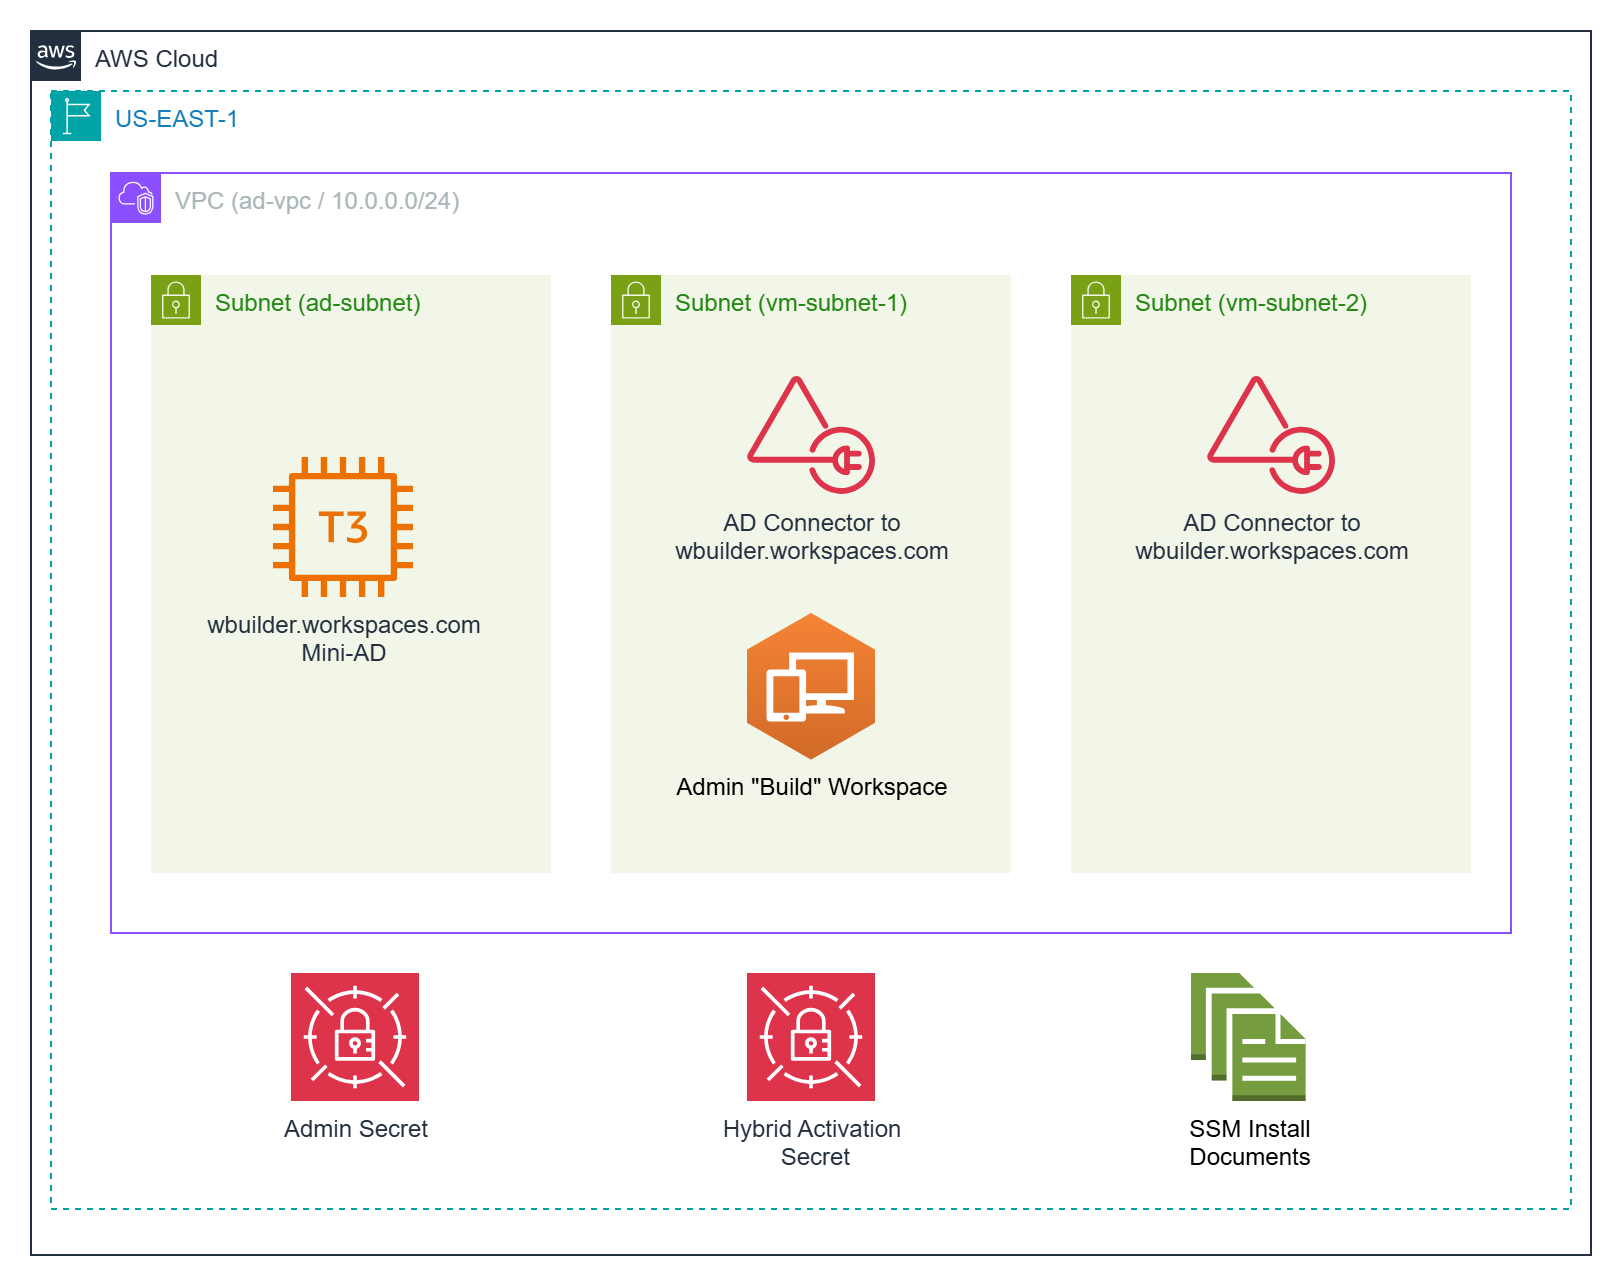 aws
AWS Cloud
US-EAST-1
VPC (ad-vpc / 10.0.0.0/24)
Subnet (ad-subnet)
Subnet (vm-subnet-1)
Subnet (vm-subnet-2)
T3
wbuilder.workspaces.com
Mini-AD
AD Connector to
wbuilder.workspaces.com
Admin "Build" Workspace
AD Connector to
wbuilder.workspaces.com
Admin Secret
Hybrid Activation
Secret
SSM Install
Documents